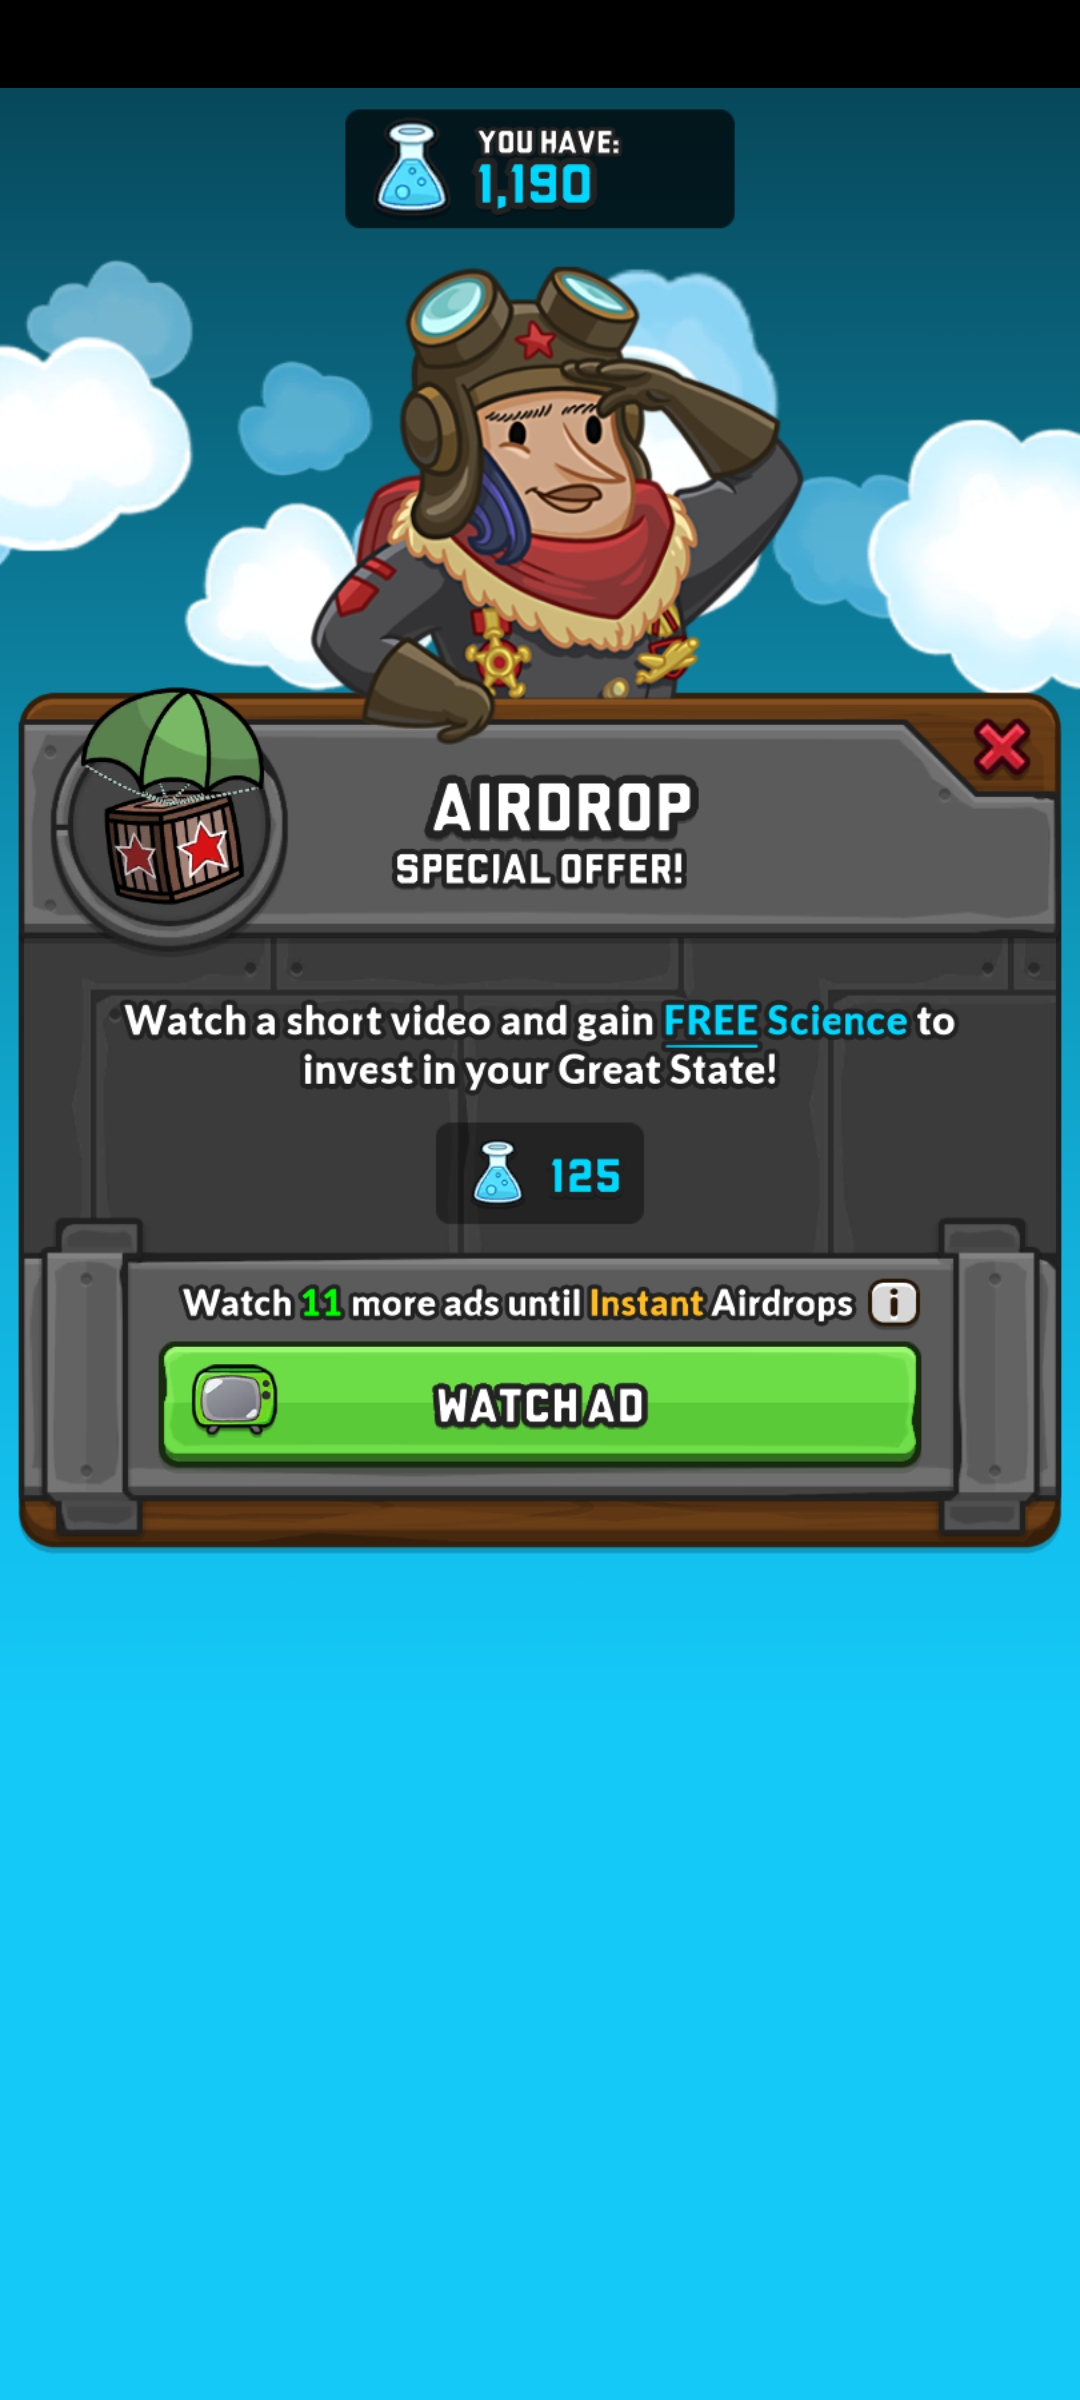 YOU HAVE:
1,190
AIRDROP
SPECIAL OFFER!
Watch a short video and gain FREE Science to
invest in your Great State!
125
Watch 11 more ads until Instant Airdrops
i
WATCH AD